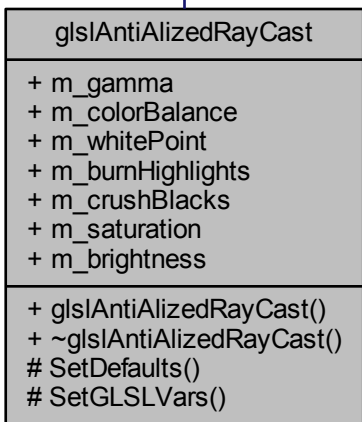 glslAntiAlizedRayCast
+ m_gamma
+ m_colorBalance
+ m_whitePoint
+ m_burnHighlights
+ m_crushBlacks
+ m_saturation
+ m_brightness
+ glslAntiAlizedRayCast()
+ ~glslAntiAlizedRayCast()
# SetDefaults()
# SetGLSLVars()